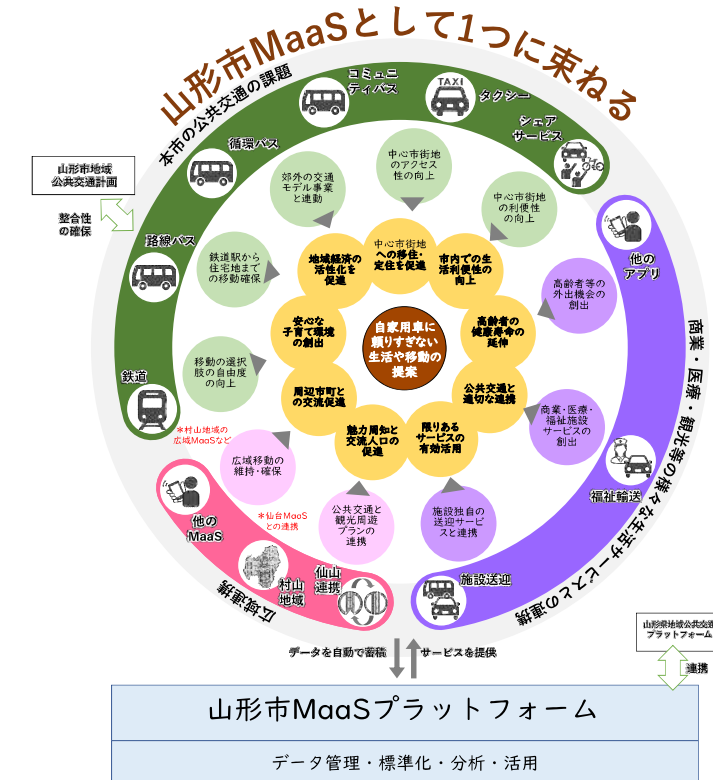 山形市MaaSとして1つに束ねる
本市の公共交通の課題
コミュニ
ティバス
TAXI
タクシー
シェア
サービス
循環バス
路線バス
鉄道
山形市地域
公共交通計画
整合性
の確保
郊外の交通
モデル事業
と連動
中心市街地
のアクセス
性の向上
中心市街地
の利便性
の向上
鉄道駅から
住宅地まで
の移動確保
移動の選択
肢の自由度
の向上
地域経済の
活性化を
促進
中心市街地
への移住・
定住を促進
市内での生
活利便性の
向上
安心な
子育て環境
の創出
高齢者の
健康寿命の
延伸
周辺市町と
の交流促進
公共交通と
適切な連携
魅力周知と
交流人口の
促進
限りある
サービスの
有効活用
自家用車に
頼りすぎない
生活や移動の
提案
他の
アプリ
高齢者等の
外出機会の
創出
商業・医療・
福祉施設
サービスの
創出
施設独自の
送迎サービ
スと連携
福祉輸送
施設送迎
商業・医療・観光等の様々な生活サービスとの連携
＊村山地域の
広域MaaSなど
広域移動の
維持・確保
＊仙台MaaS
との連携
公共交通と
観光周遊
プランの
連携
他の
MaaS
村山
地域
仙山
連携
広域連携
データを自動で蓄積
サービスを提供
山形県地域公共交通
プラットフォーム
連携
山形市MaaSプラットフォーム
データ管理・標準化・分析・活用